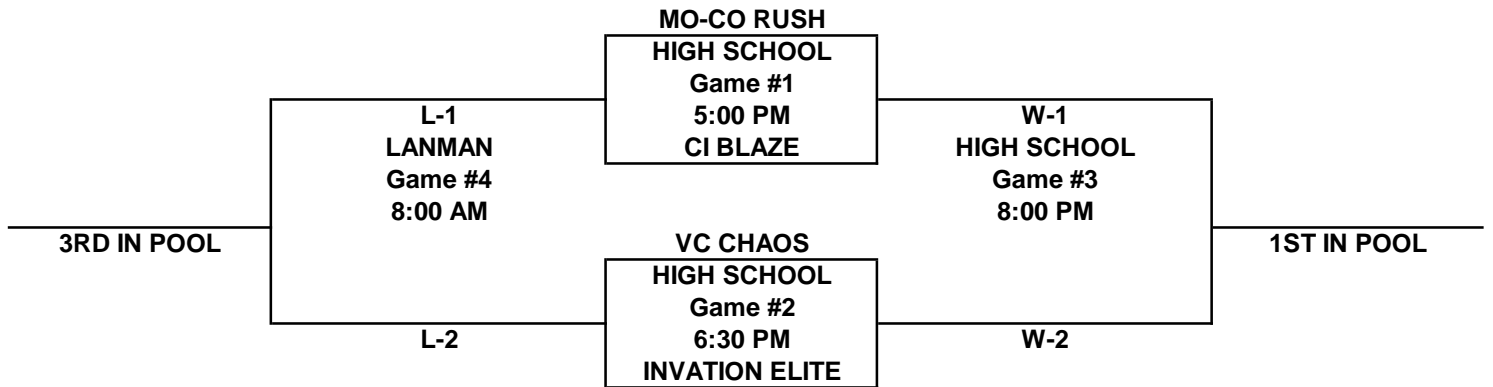 MO-CO RUSH
HIGH SCHOOL
Game #1
5:00 PM
CI BLAZE
L-1
LANMAN
Game #4
8:00 AM
W-1
HIGH SCHOOL
Game #3
8:00 PM
3RD IN POOL
1ST IN POOL
VC CHAOS
HIGH SCHOOL
Game #2
6:30 PM
INVATION ELITE
L-2
W-2